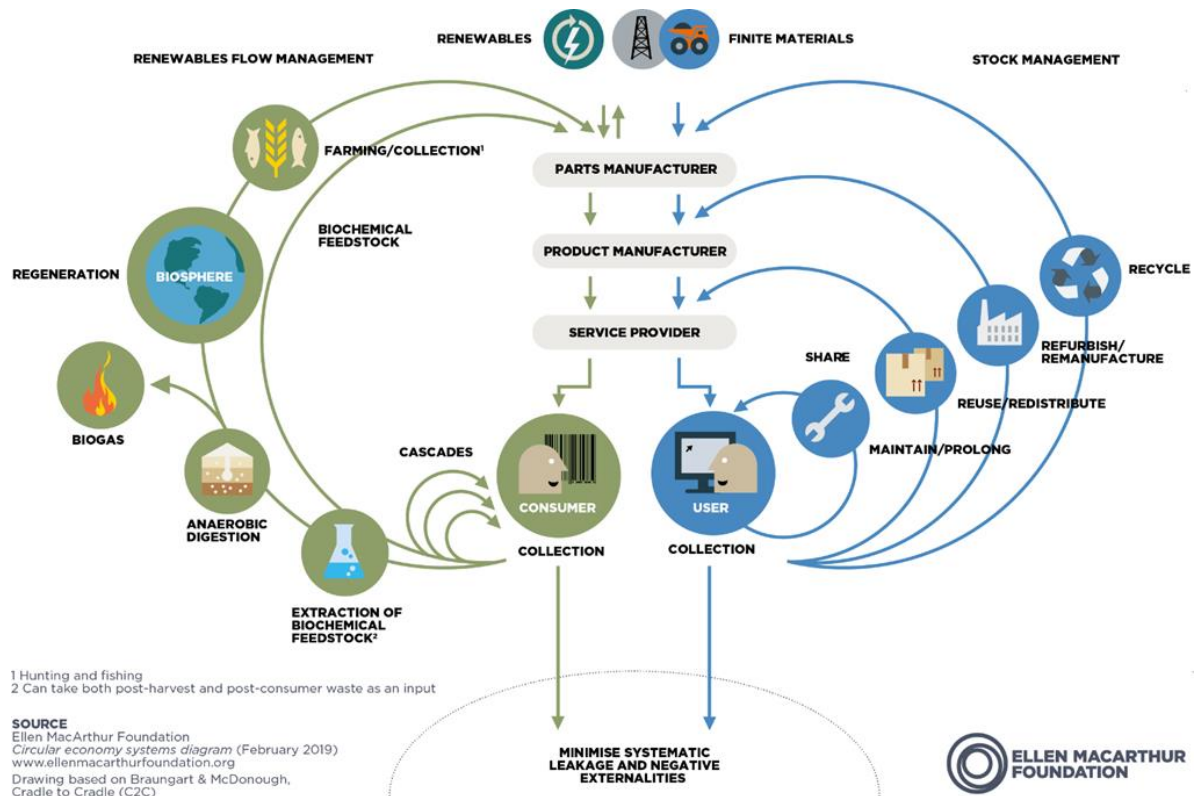 RENEWABLES
FINITE MATERIALS
RENEWABLES FLOW MANAGEMENT
STOCK MANAGEMENT
FARMING/COLLECTION¹
PARTS MANUFACTURER
BIOCHEMICAL
FEEDSTOCK
PRODUCT MANUFACTURER
REGENERATION
BIOSPHERE
RECYCLE
SERVICE PROVIDER
SHARE
REFURBISH/
REMANUFACTURE
REUSE/REDISTRIBUTE
BIOGAS
CASCADES
MAINTAIN/PROLONG
CONSUMER
USER
ANAEROBIC
DIGESTION
COLLECTION
COLLECTION
EXTRACTION OF
BIOCHEMICAL
FEEDSTOCK²
1 Hunting and fishing
2 Can take both post-harvest and post-consumer waste as an input
SOURCE
Ellen MacArthur Foundation
Circular economy systems diagram (February 2019)
www.ellenmacarthurfoundation.org
Drawing based on Braungart & McDonough,
Cradle to Cradle (C2C)
MINIMISE SYSTEMATIC
LEAKAGE AND NEGATIVE
EXTERNALITIES
ELLEN MACARTHUR
FOUNDATION